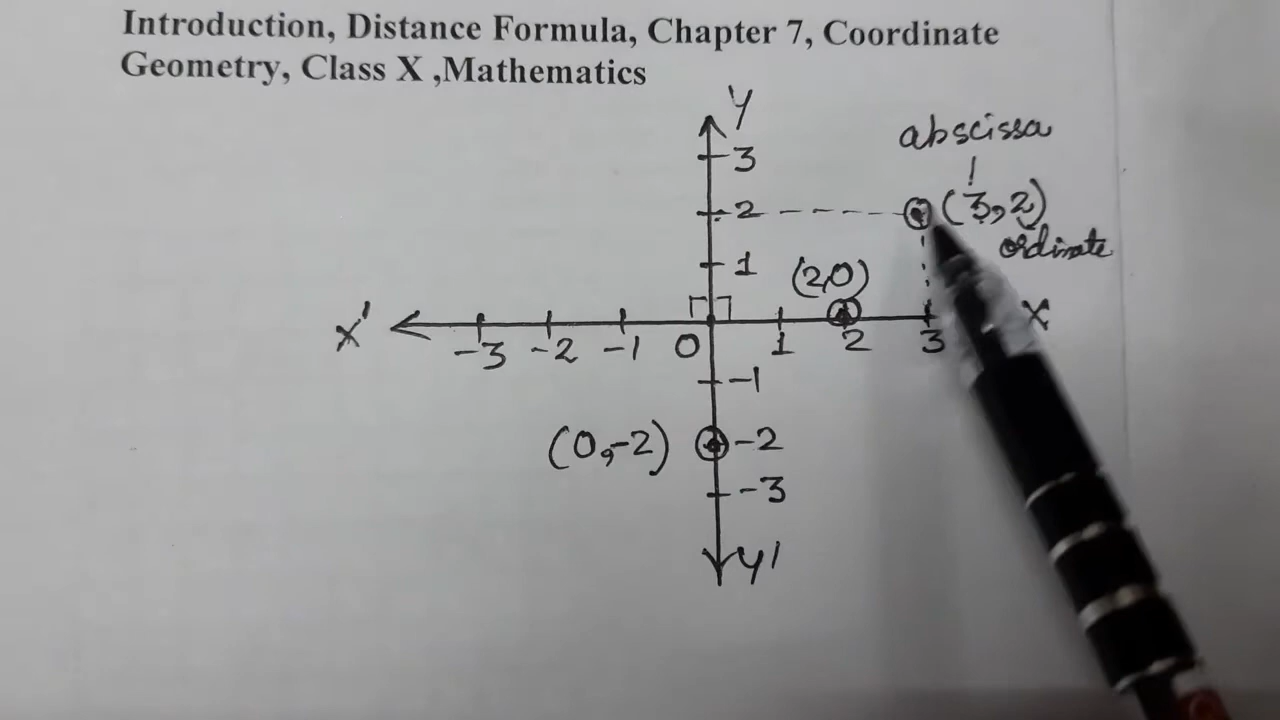 Introduction, Distance Formula, Chapter 7, Coordinate
Geometry, Class X ,Mathematics
Y
abscissa
3
2
(3,2)
ordinate
1
(2,0)
X'
X
-3 -2 -1 0 1 2 3
-1
(0,-2)
-2
-3
Y'